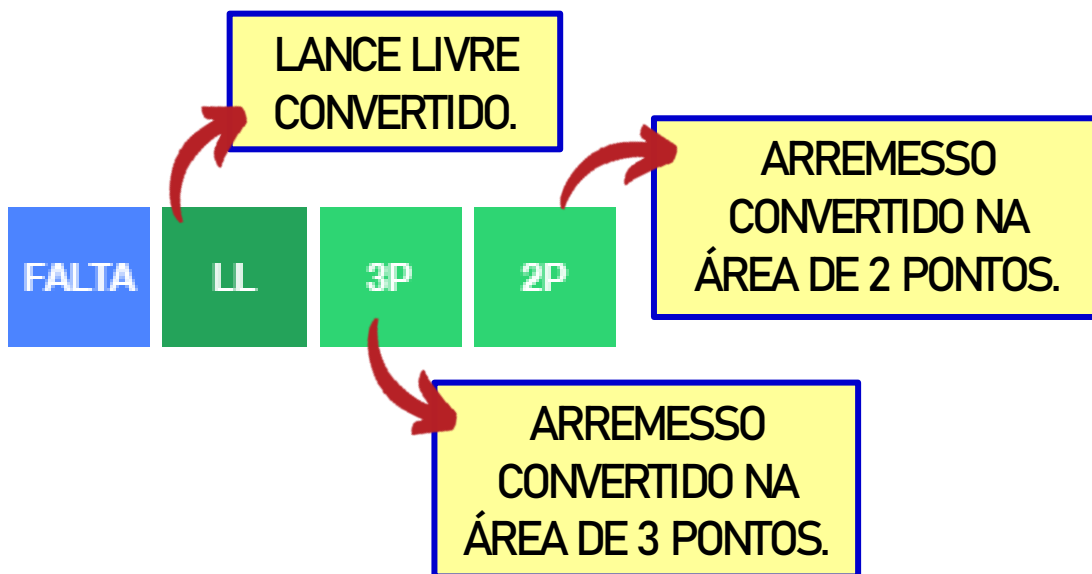 LANCE LIVRE
CONVERTIDO.
ARREMESSO
CONVERTIDO NA
ÁREA DE 2 PONTOS.
FALTA
LL
3P
2P
ARREMESSO
CONVERTIDO NA
ÁREA DE 3 PONTOS.